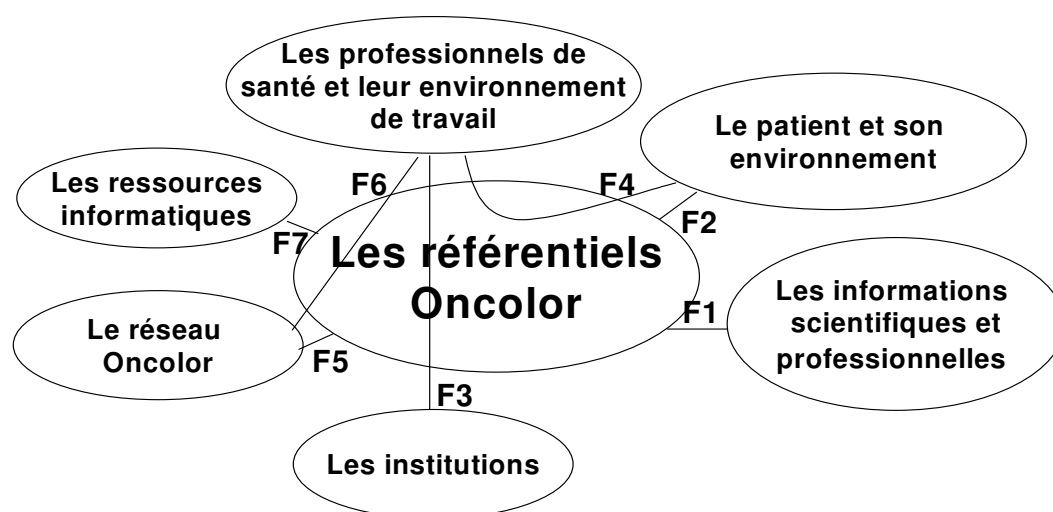 Les professionnels de
santé et leur environnement
de travail
Le patient et son
environnement
Les ressources
informatiques
F6
F4
F2
F7
Les référentiels
Oncolor
Les informations
scientifiques et
professionnelles
F1
Le réseau
Oncolor
F5
F3
Les institutions